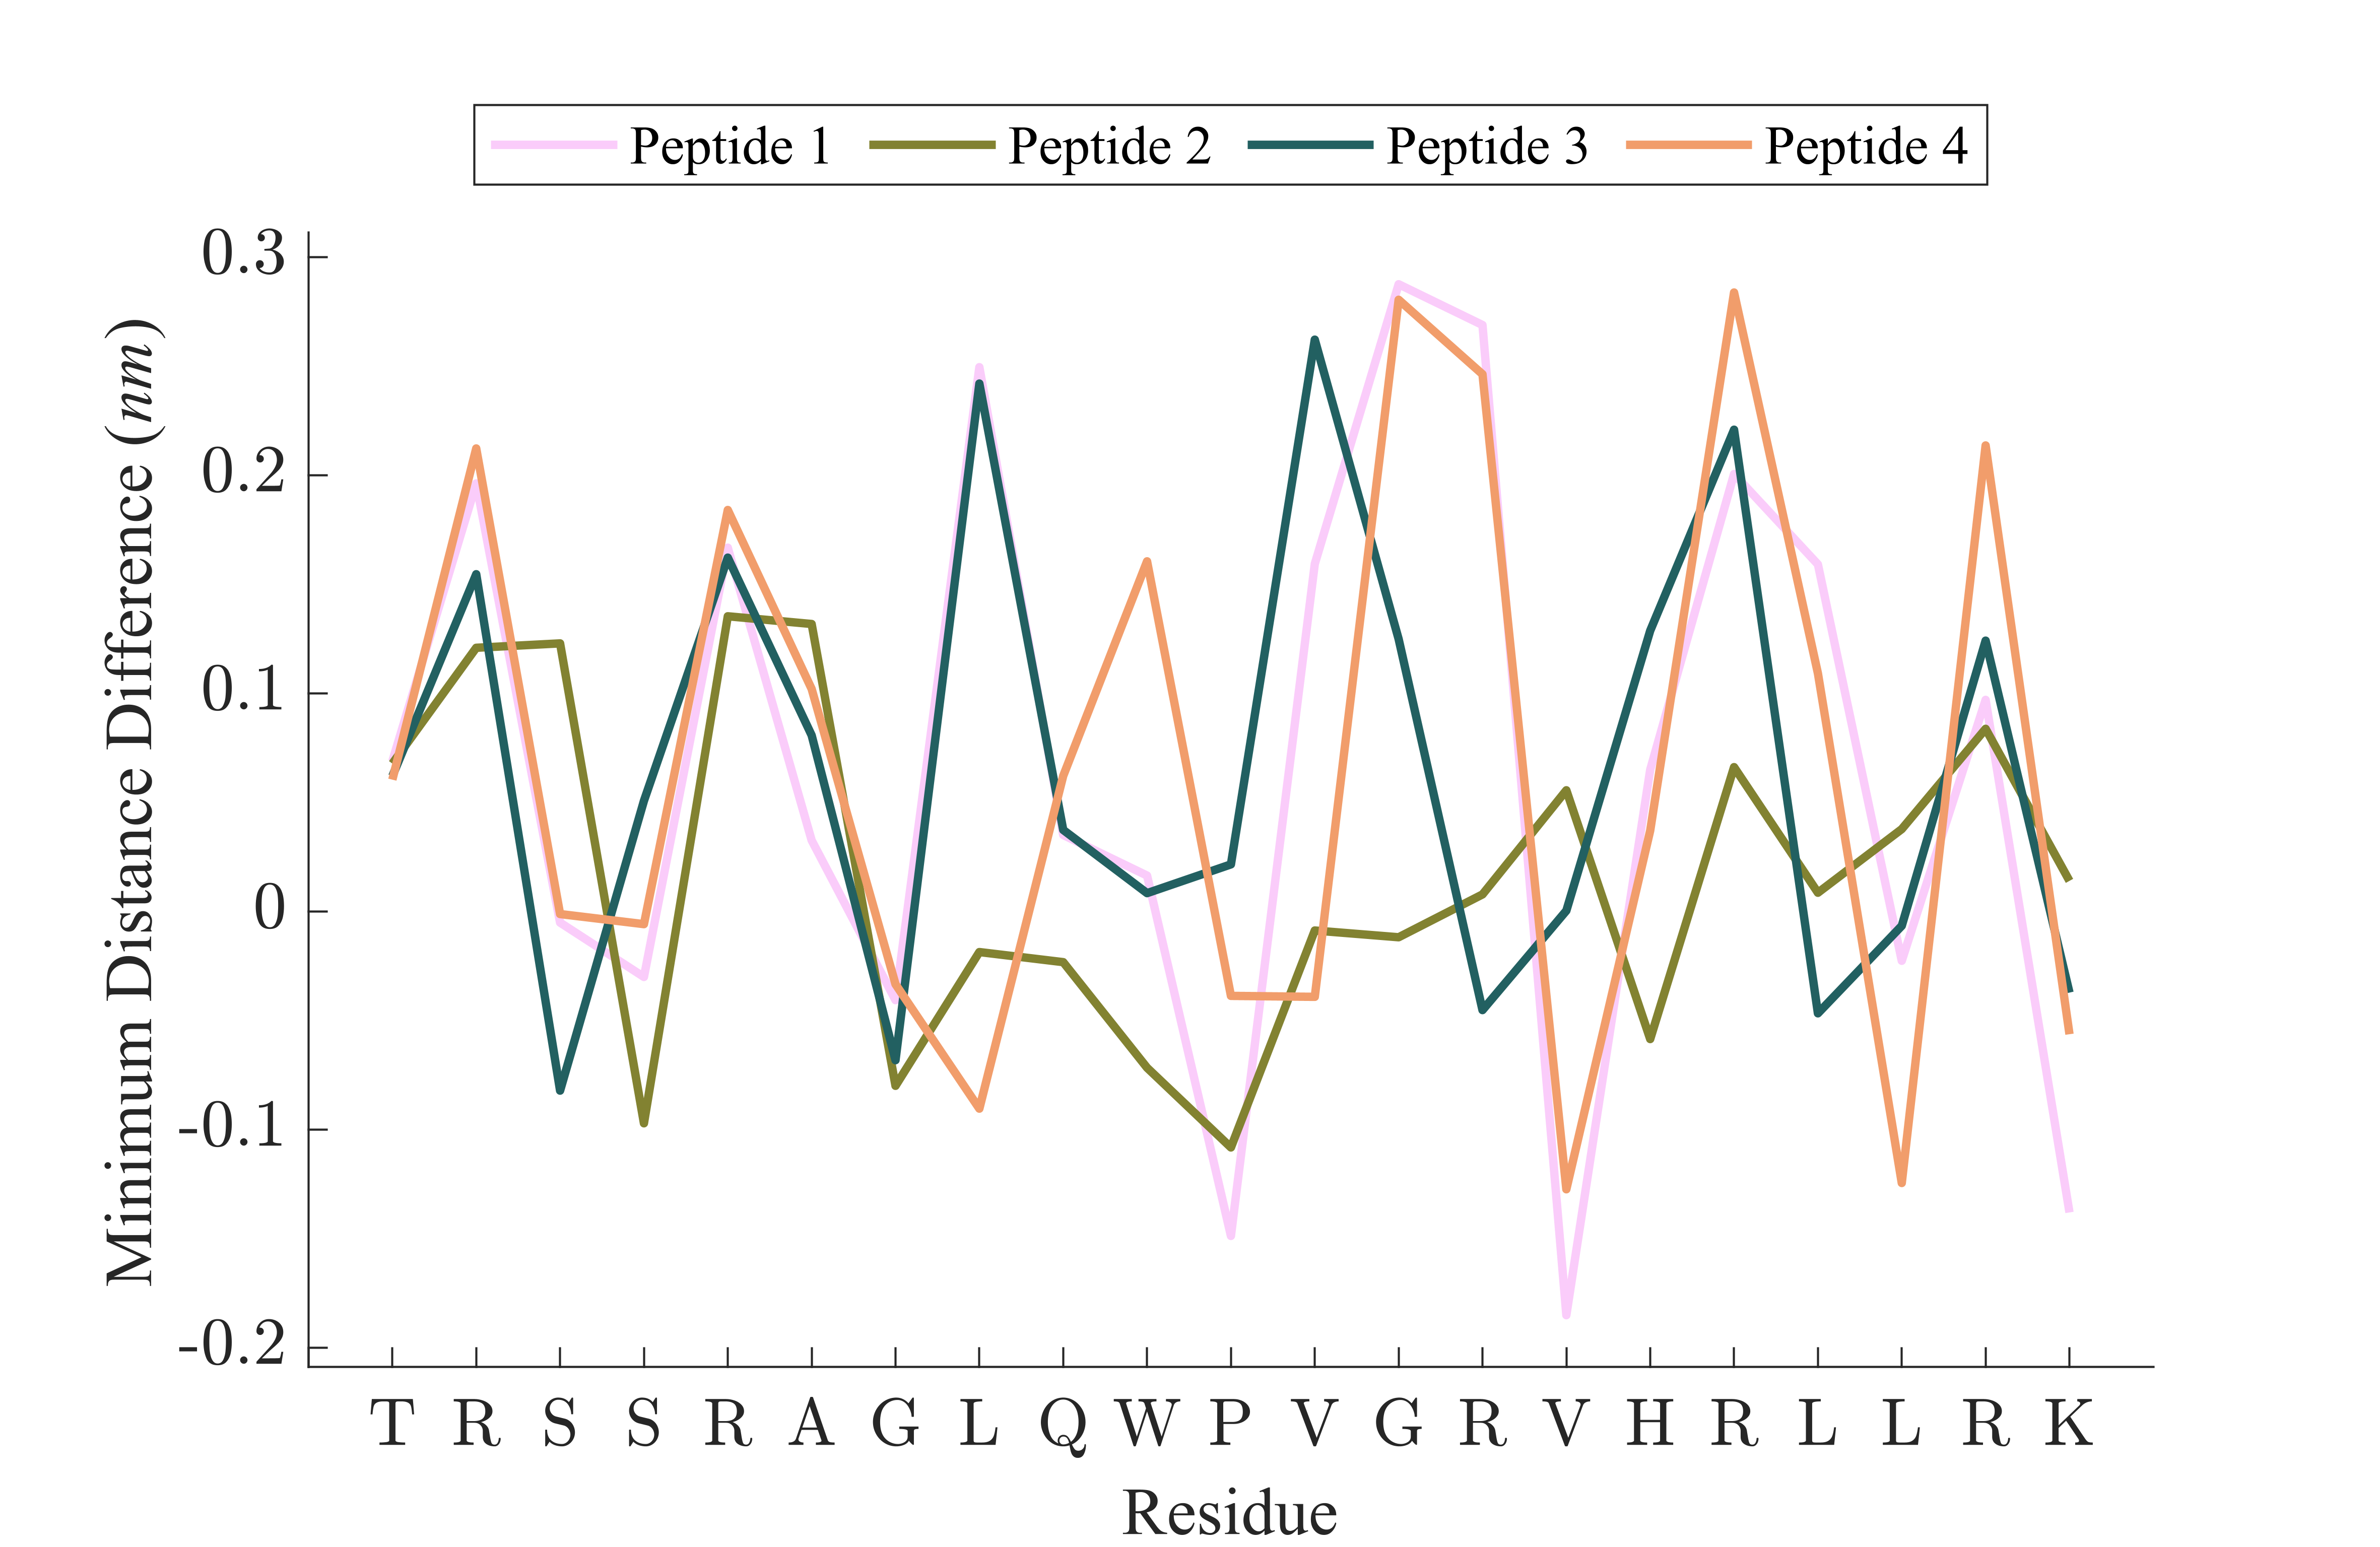 Peptide 1 Peptide 2 Peptide 3 Peptide 4
Minimum Distance Difference (nm)
0.3
0.2
0.1
0
-0.1
-0.2
T R S S R A G L Q W P V G R V H R L L R K
Residue